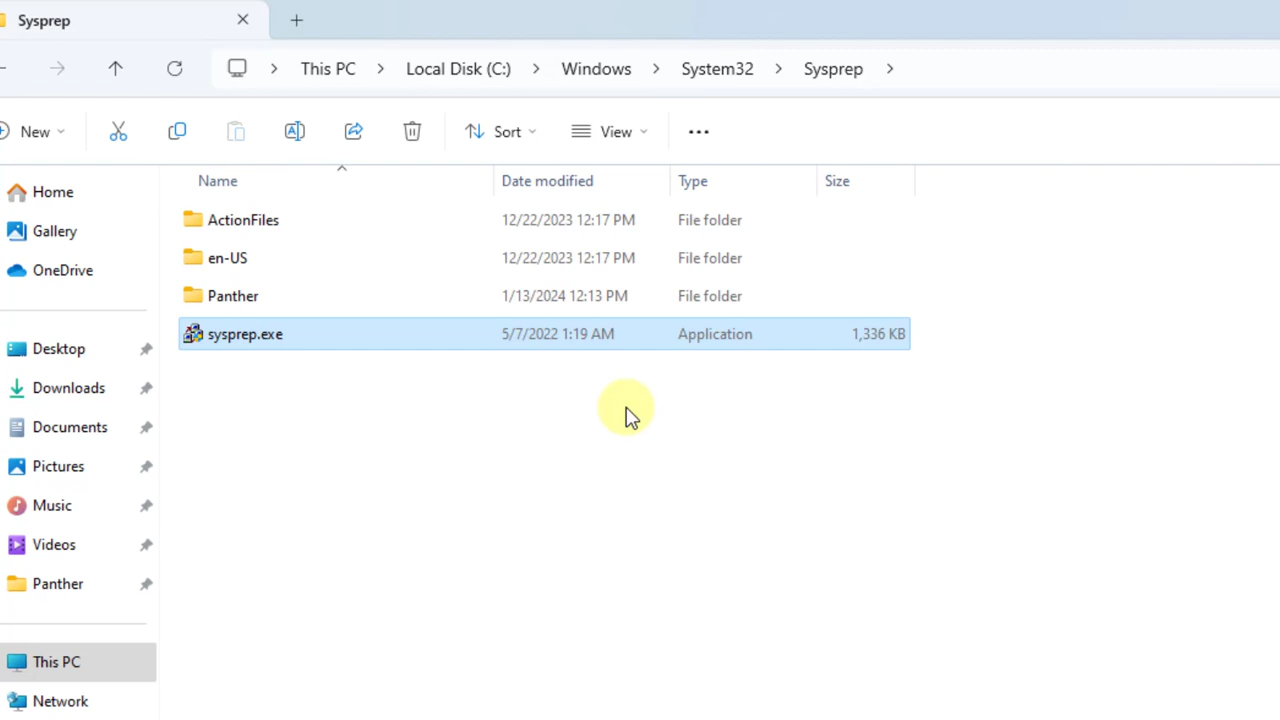 Sysprep
This PC Local Disk (C:) Windows System32 Sysprep
New Sort View
Name Date modified Type Size
ActionFiles 12/22/2023 12:17 PM File folder
en-US 12/22/2023 12:17 PM File folder
Panther 1/13/2024 12:13 PM File folder
sysprep.exe 5/7/2022 1:19 AM Application 1,336 KB
Home
Gallery
OneDrive
Desktop
Downloads
Documents
Pictures
Music
Videos
Panther
This PC
Network